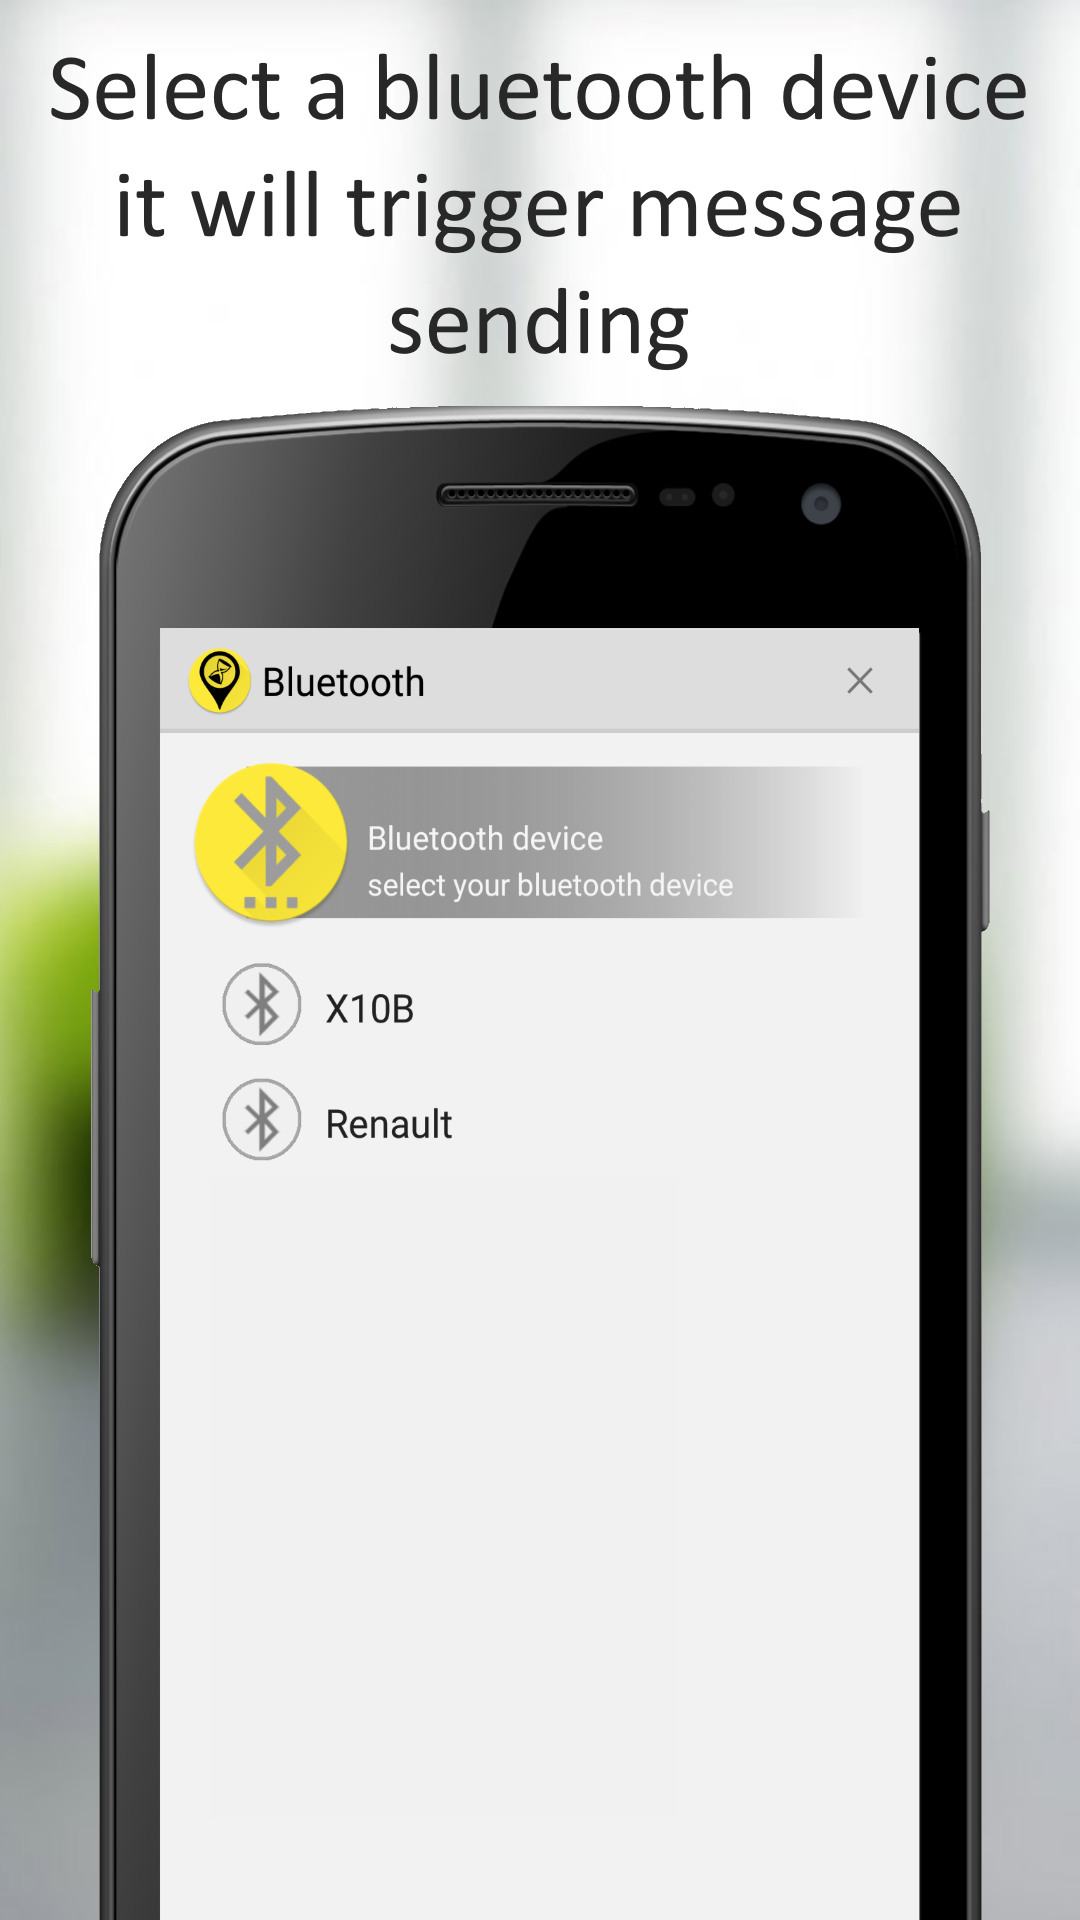 Select a bluetooth device
it will trigger message
sending
Bluetooth
Bluetooth device
select your bluetooth device
X10B
Renault